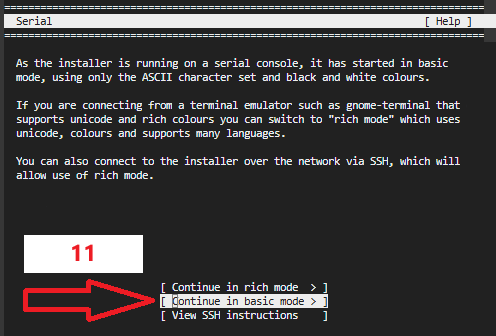 Serial [ Help ]
As the installer is running on a serial console, it has started in basic
mode, using only the ASCII character set and black and white colours.
If you are connecting from a terminal emulator such as gnome-terminal that
supports unicode and rich colours you can switch to "rich mode" which uses
unicode, colours and supports many languages.
You can also connect to the installer over the network via SSH, which will
allow use of rich mode.
11
[ Continue in rich mode > ]
[ Continue in basic mode > ]
[ View SSH instructions ]